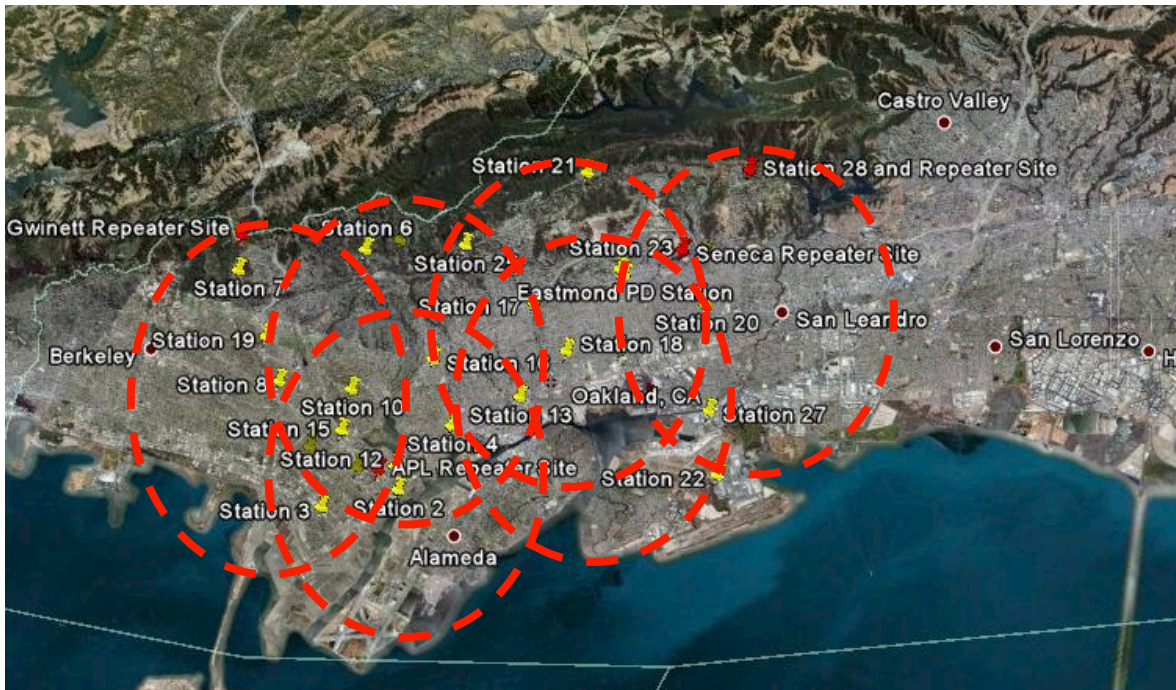 Castro Valley
Station 21
Station 28 and Repeater Site
Gwinett Repeater Site
Station 6
Station 23
Seneca Repeater Site
Station 7
Eastmond PD Station
Station 17
Station 20
San Leandro
Station 19
Berkeley
Station 18
San Lorenzo
Station 16
Station 8
Oakland, CA
Station 10
Station 13
Station 27
Station 15
Station 4
Station 12
APL Repeater Site
Station 22
Station 3
Station 2
Alameda
H